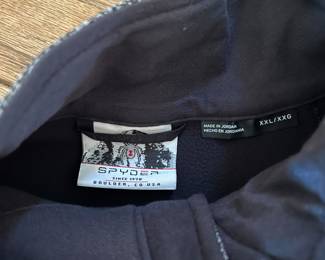 SPYDER
SINCE 1978
BOULDER, CO USA
MADE IN JORDAN
HECHO EN JORDANIA
XXL/XXG